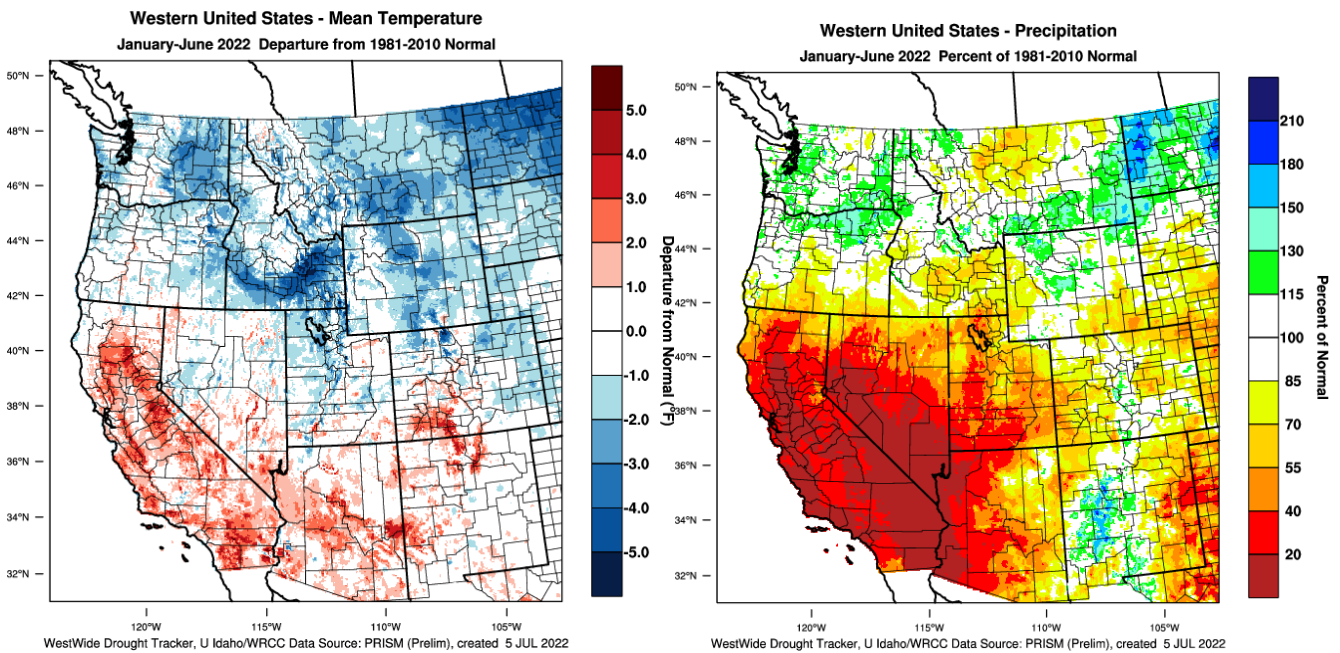 Western United States - Mean Temperature
January-June 2022 Departure from 1981-2010 Normal
50°N
48°N
46°N
44°N
42°N
40°N
38°N
36°N
34°N
32°N
120°W
115°W
110°W
105°W
5.0
4.0
3.0
2.0
1.0
0.0
-1.0
-2.0
-3.0
-4.0
-5.0
Departure from Normal (°F)
WestWide Drought Tracker, U Idaho/WRCC Data Source: PRISM (Prelim), created 5 JUL 2022
Western United States - Precipitation
January-June 2022 Percent of 1981-2010 Normal
50°N
48°N
46°N
44°N
42°N
40°N
38°N
36°N
34°N
32°N
120°W
115°W
110°W
105°W
210
180
150
130
115
100
85
70
55
40
20
Percent of Normal
WestWide Drought Tracker, U Idaho/WRCC Data Source: PRISM (Prelim), created 5 JUL 2022